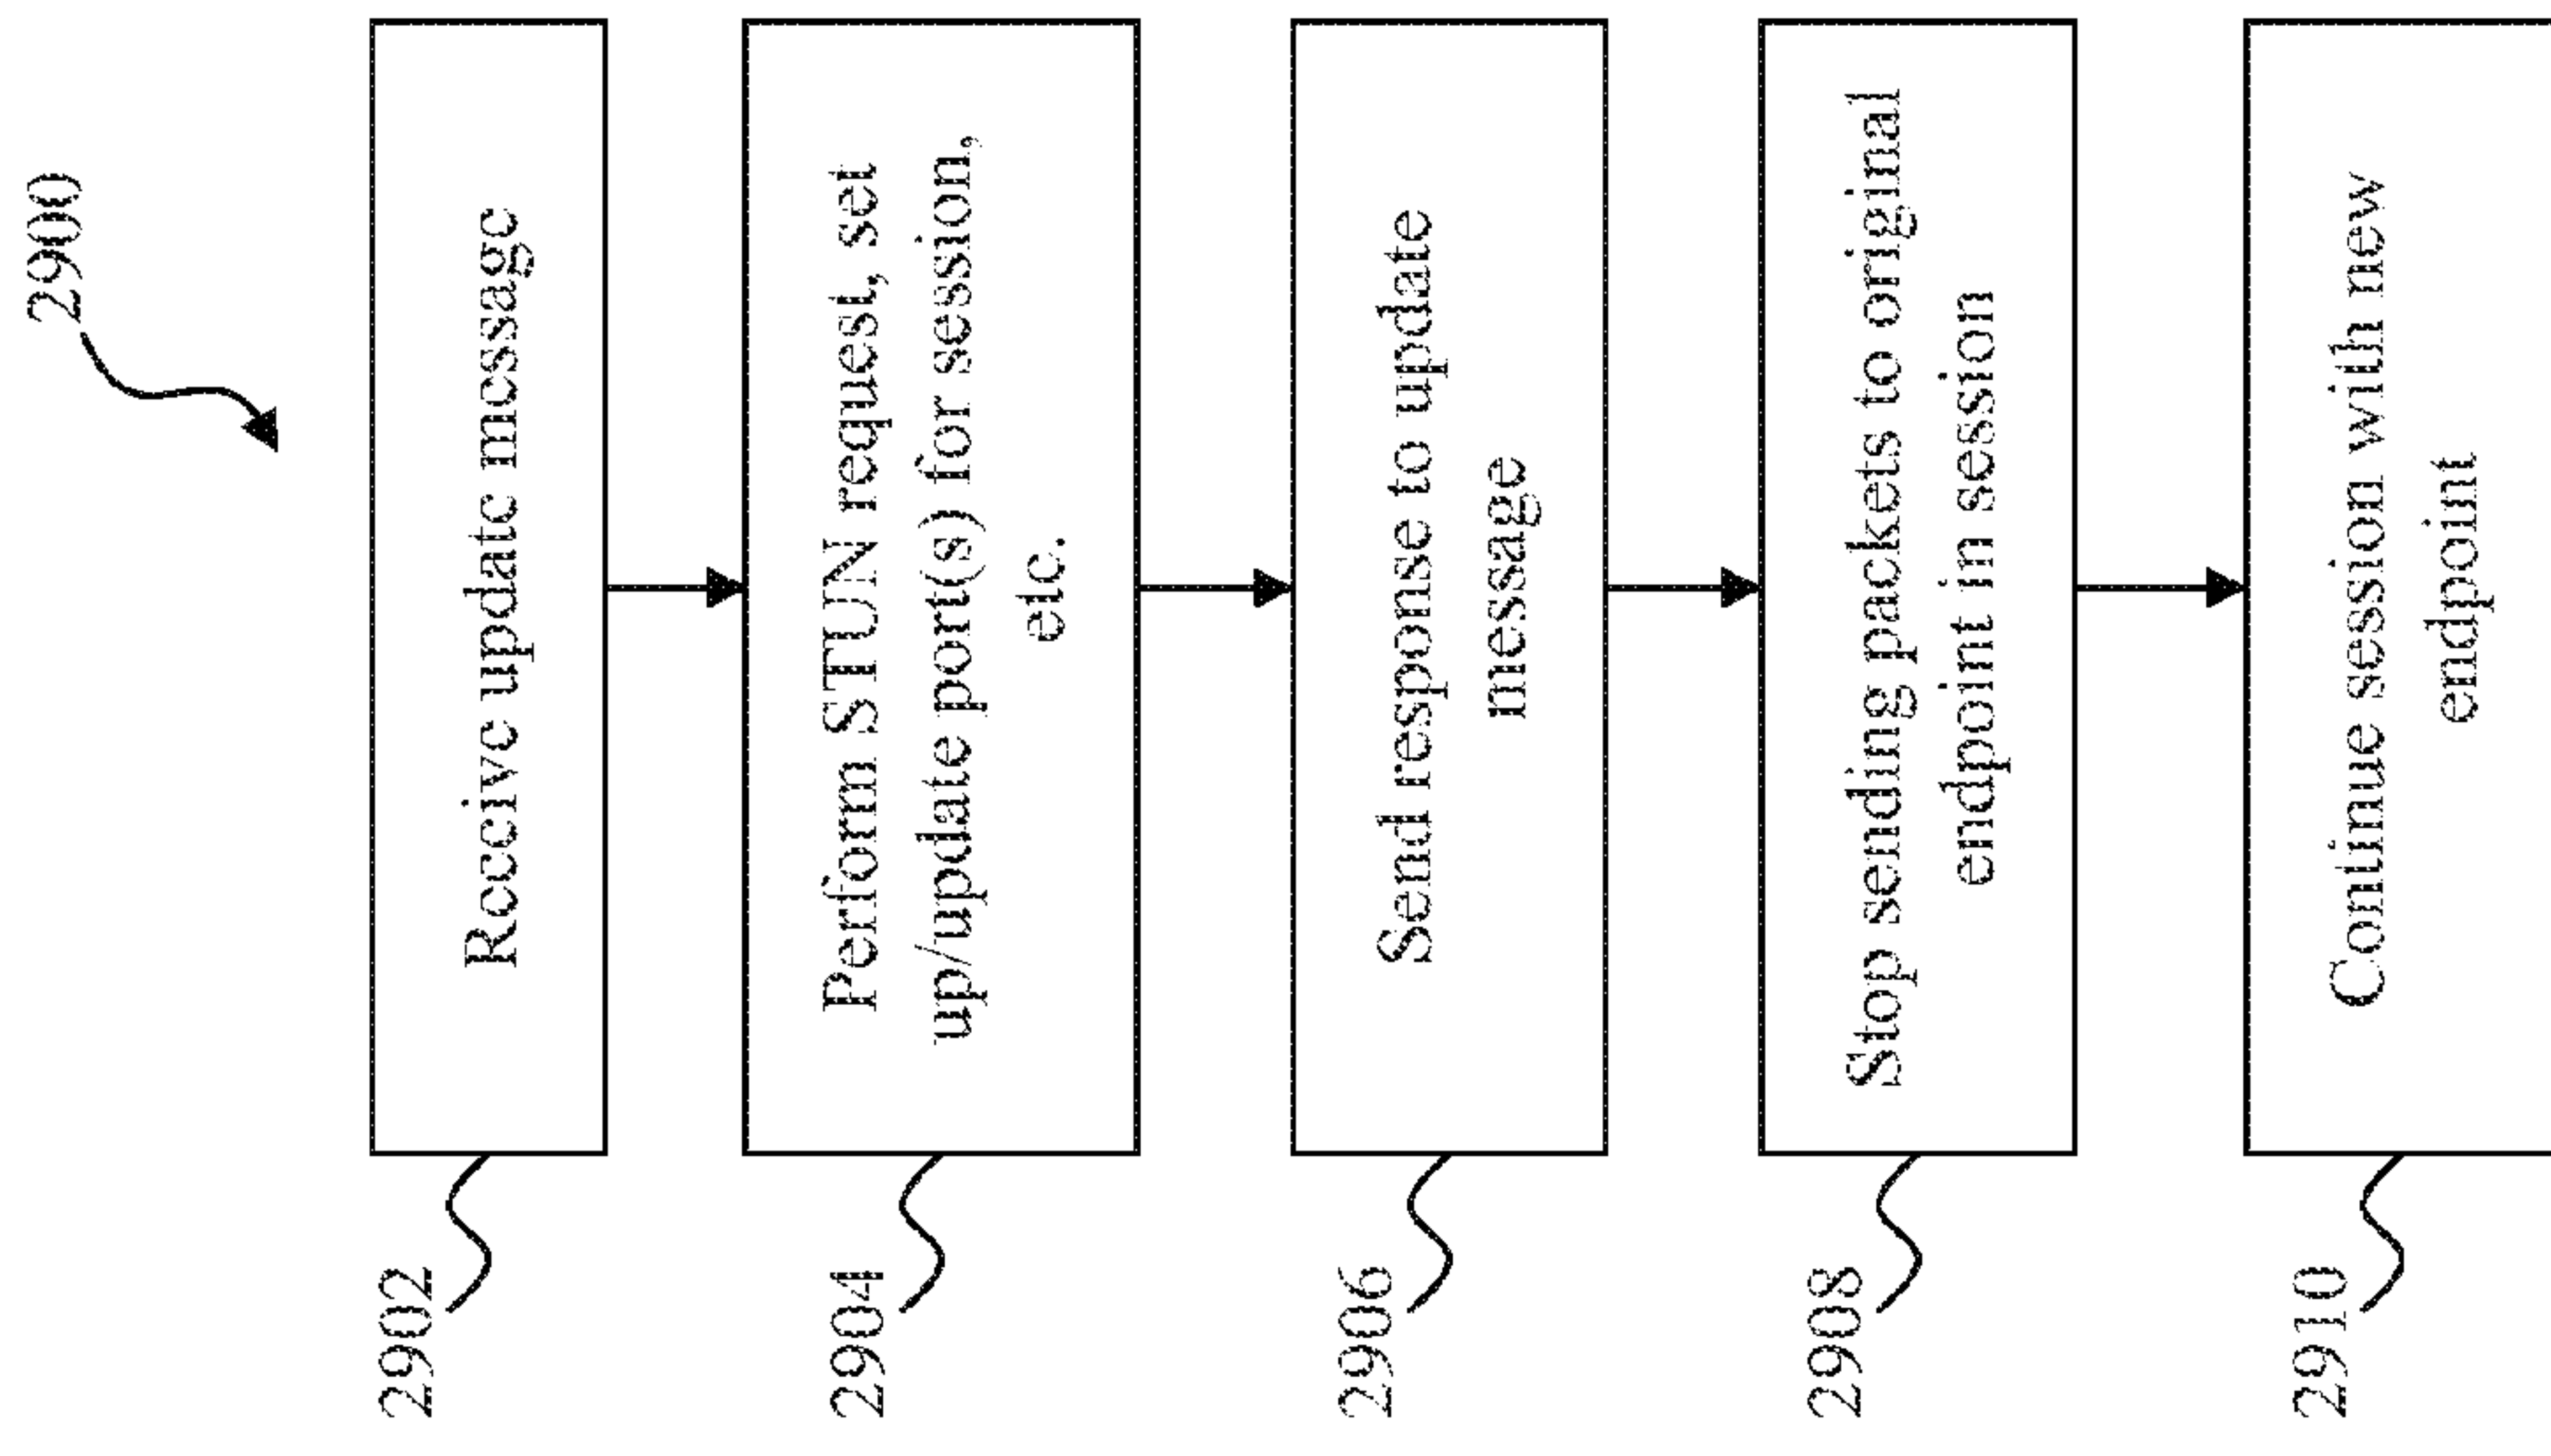 2900
2902
Receive update message
2904
Perform STUN request, set
up/update port(s) for session,
etc.
2906
Send response to update
message
2908
Stop sending packets to original
endpoint in session
2910
Continue session with new
endpoint